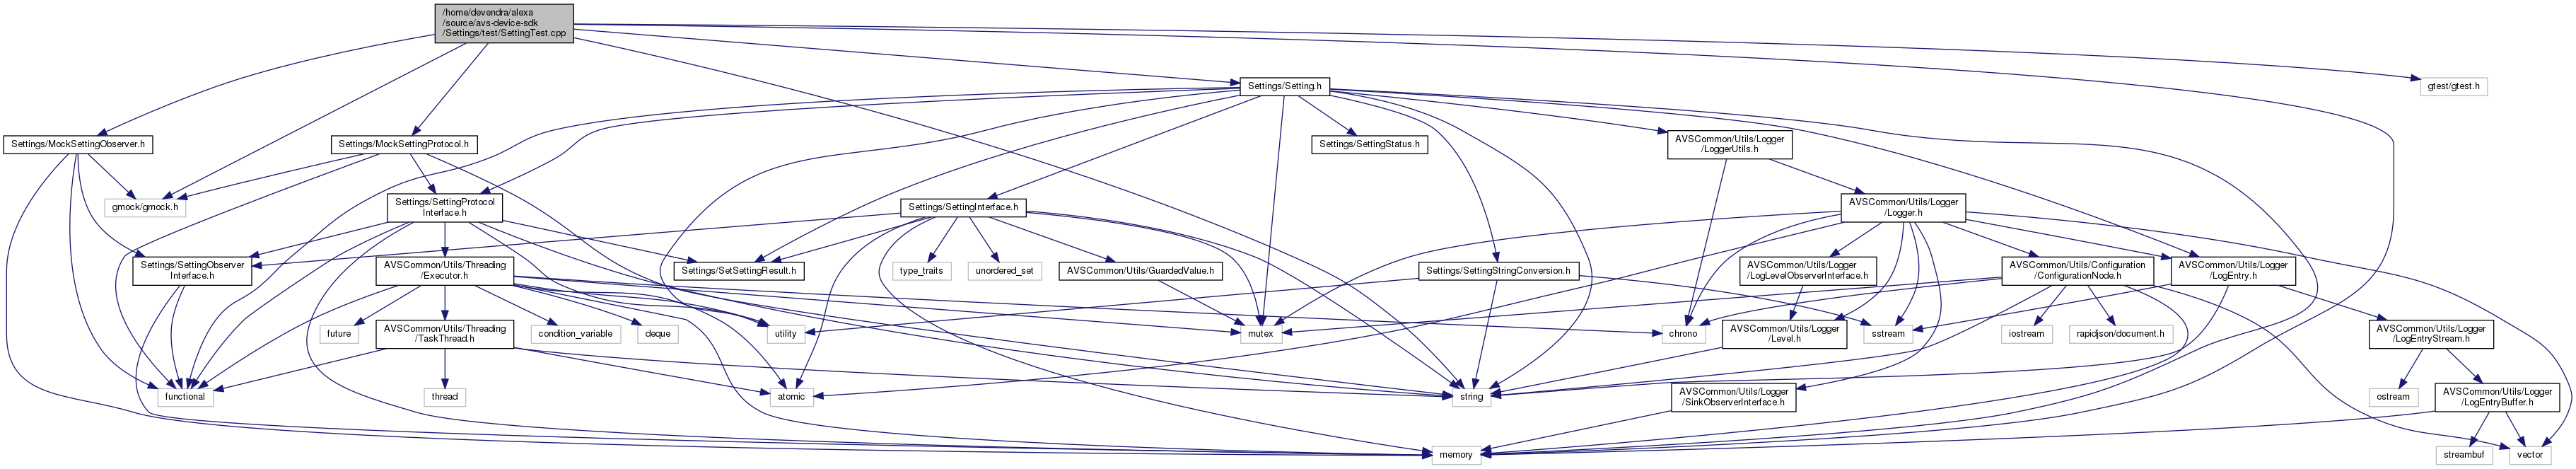 /home/devendra/alexa
/source/avs-device-sdk
/Settings/test/SettingTest.cpp
Settings/Setting.h
gtest/gtest.h
Settings/MockSettingObserver.h
Settings/MockSettingProtocol.h
Settings/SettingStatus.h
AVSCommon/Utils/Logger
/LoggerUtils.h
gmock/gmock.h
Settings/SettingProtocol
Interface.h
Settings/SettingInterface.h
AVSCommon/Utils/Logger
/Logger.h
Settings/SettingObserver
Interface.h
AVSCommon/Utils/Threading
/Executor.h
Settings/SetSettingResult.h
type_traits
unordered_set
AVSCommon/Utils/GuardedValue.h
Settings/SettingStringConversion.h
AVSCommon/Utils/Logger
/LogLevelObserverInterface.h
AVSCommon/Utils/Configuration
/ConfigurationNode.h
AVSCommon/Utils/Logger
/LogEntry.h
future
AVSCommon/Utils/Threading
/TaskThread.h
condition_variable
deque
utility
mutex
chrono
AVSCommon/Utils/Logger
/Level.h
sstream
iostream
rapidjson/document.h
AVSCommon/Utils/Logger
/LogEntryStream.h
functional
thread
atomic
string
AVSCommon/Utils/Logger
/SinkObserverInterface.h
ostream
AVSCommon/Utils/Logger
/LogEntryBuffer.h
memory
streambuf
vector